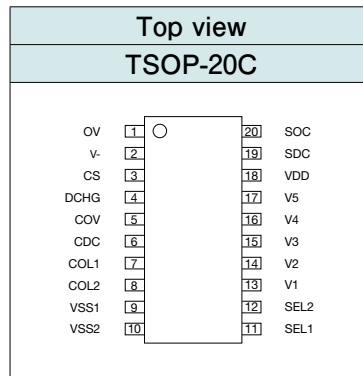 Top view
TSOP-20C
OV 1 20 SOC
V- 2 19 SDC
CS 3 18 VDD
DCHG 4 17 V5
COV 5 16 V4
CDC 6 15 V3
COL1 7 14 V2
COL2 8 13 V1
VSS1 9 12 SEL2
VSS2 10 11 SEL1